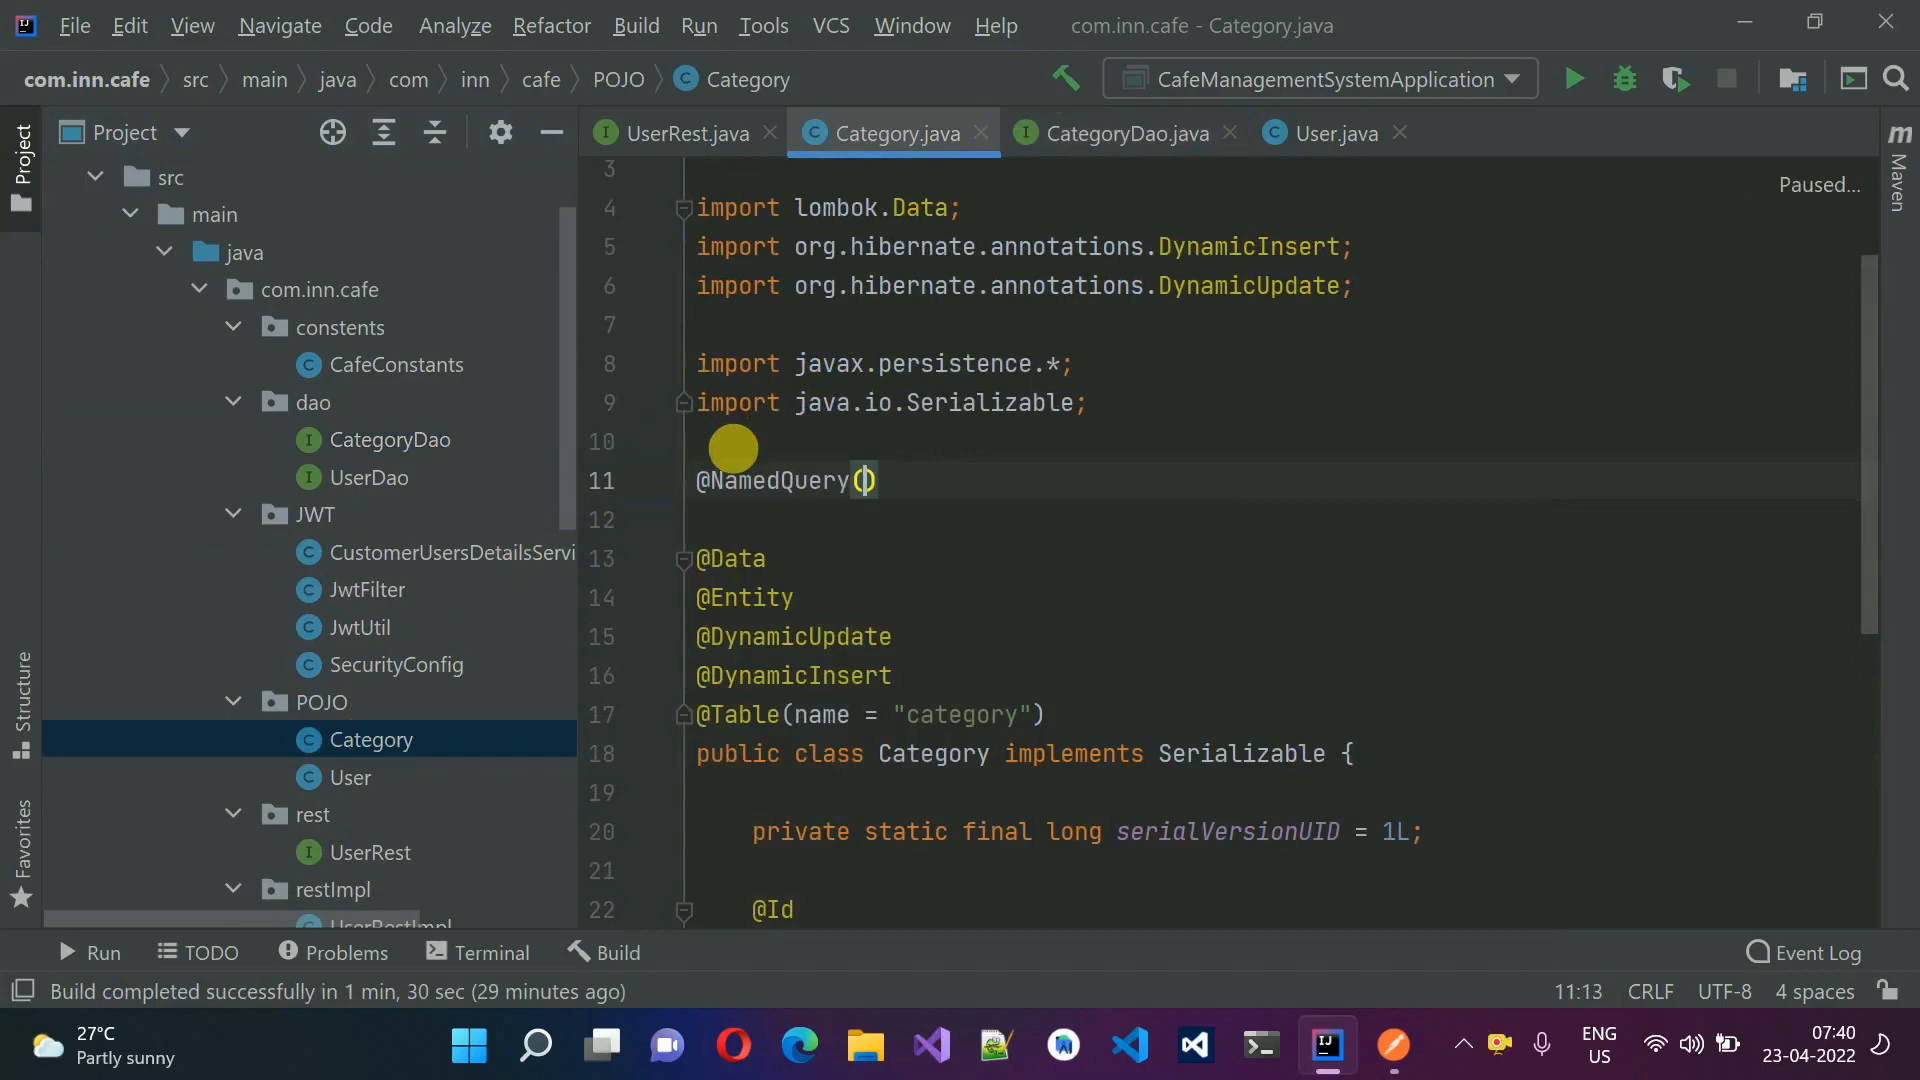 File Edit View Navigate Code Analyze Refactor Build Run Tools VCS Window Help com.inn.cafe - Category.java
com.inn.cafe src main java com inn cafe POJO Category CafeManagementSystemApplication
Project
UserRest.java Category.java CategoryDao.java User.java
Project
Structure
Favorites
Maven
src
main
java
com.inn.cafe
constents
CafeConstants
dao
CategoryDao
UserDao
JWT
CustomerUsersDetailsServi
JwtFilter
JwtUtil
SecurityConfig
POJO
Category
User
rest
UserRest
restImpl
UserRestImpl
Paused...
3
4 import lombok.Data;
5 import org.hibernate.annotations.DynamicInsert;
6 import org.hibernate.annotations.DynamicUpdate;
7
8 import javax.persistence.*;
9 import java.io.Serializable;
10
11 @NamedQuery()
12
13 @Data
14 @Entity
15 @DynamicUpdate
16 @DynamicInsert
17 @Table(name = "category")
18 public class Category implements Serializable {
19
20 private static final long serialVersionUID = 1L;
21
22 @Id
Run TODO Problems Terminal Build Event Log
Build completed successfully in 1 min, 30 sec (29 minutes ago) 11:13 CRLF UTF-8 4 spaces
27°C
Partly sunny
ENG
US
07:40
23-04-2022